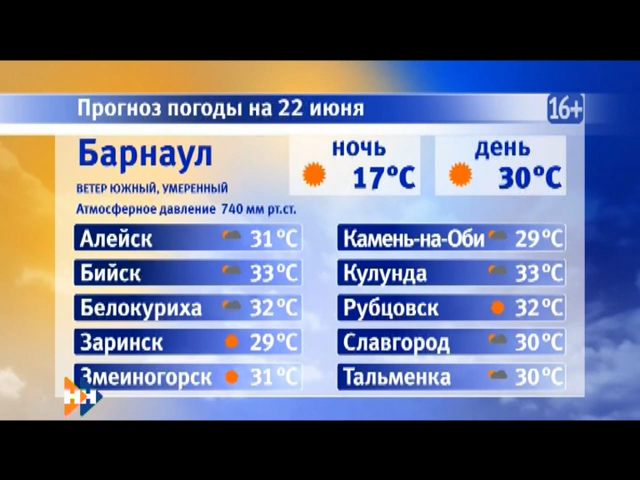 Прогноз погоды на 22 июня
16+
Барнаул
ночь
17°C
день
30°C
ВЕТЕР ЮЖНЫЙ, УМЕРЕННЫЙ
Атмосферное давление 740 мм рт.ст.
Алейск 31°C
Бийск 33°C
Белокуриха 32°C
Заринск 29°C
Змеиногорск 31°C
Камень-на-Оби 29°C
Кулунда 33°C
Рубцовск 32°C
Славгород 30°C
Тальменка 30°C
НН